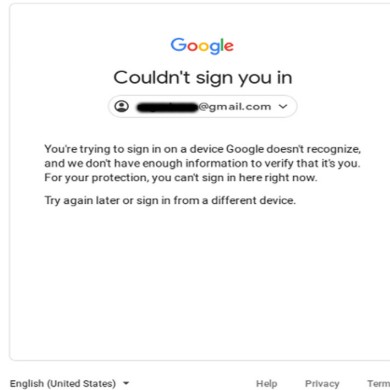 Google
Couldn't sign you in
@gmail.com
You're trying to sign in on a device Google doesn't recognize,
and we don't have enough information to verify that it's you.
For your protection, you can't sign in here right now.
Try again later or sign in from a different device.
English (United States)
Help Privacy Term